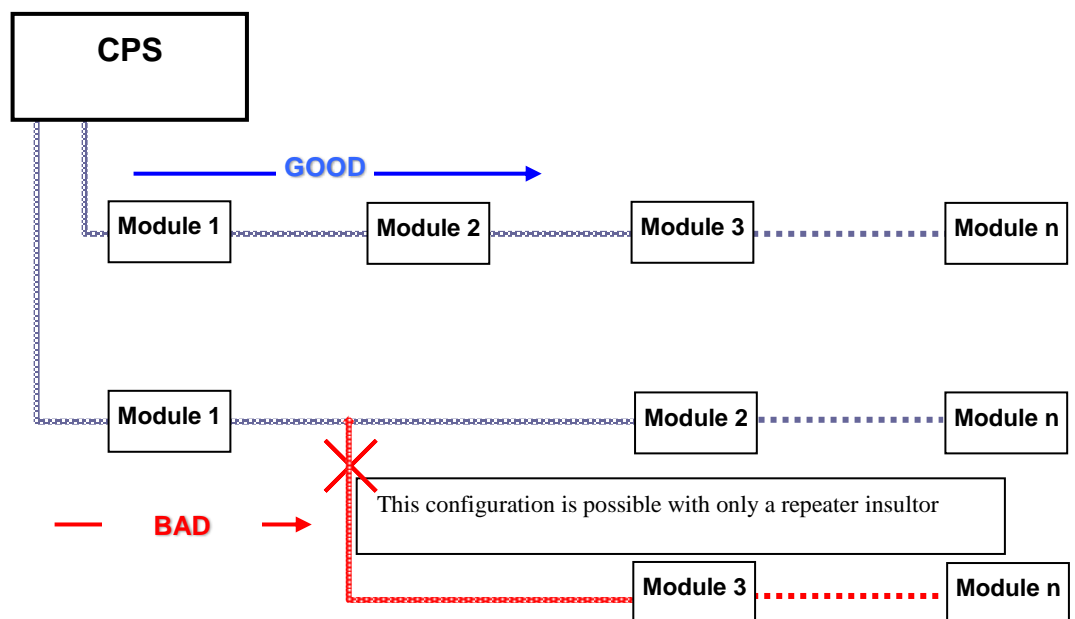 CPS
GOOD
Module 1
Module 2
Module 3
Module n
Module 1
Module 2
Module n
This configuration is possible with only a repeater insultor
BAD
Module 3
Module n